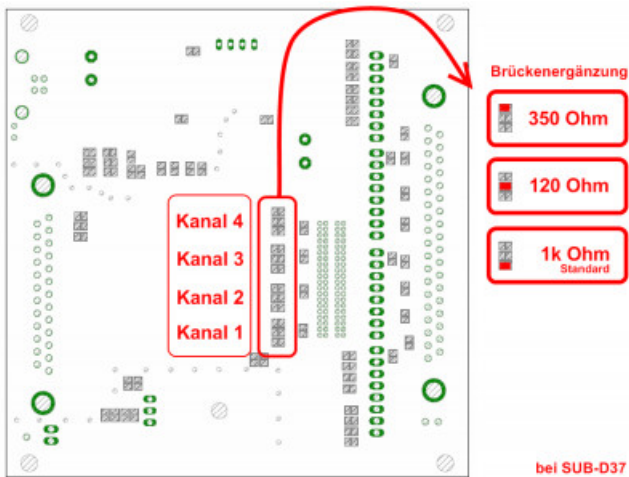 Brückenergänzung
350 Ohm
120 Ohm
1k Ohm
Standard
Kanal 4
Kanal 3
Kanal 2
Kanal 1
bei SUB-D37